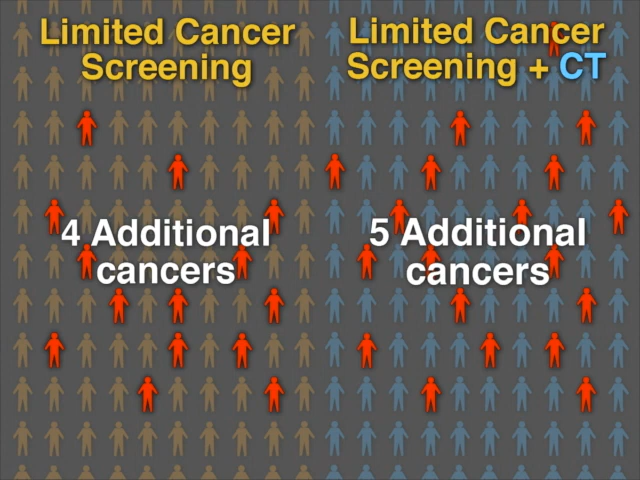 Limited Cancer
Screening
Limited Cancer
Screening + CT
4 Additional
cancers
5 Additional
cancers